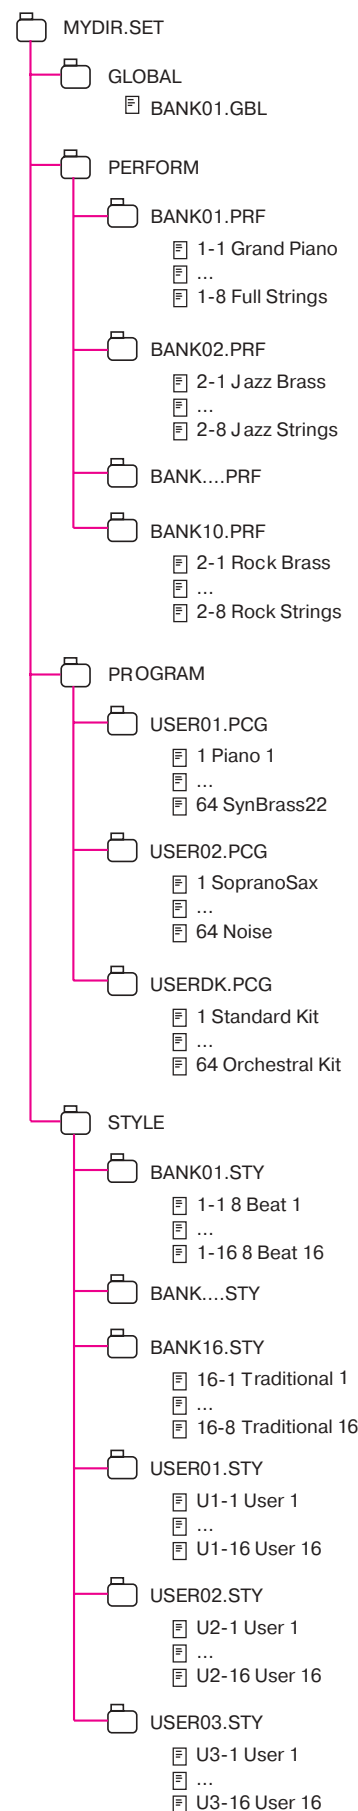 MYDIR.SET
GLOBAL
BANK01.GBL
PERFORM
BANK01.PRF
1-1 Grand Piano
...
1-8 Full Strings
BANK02.PRF
2-1 Jazz Brass
...
2-8 Jazz Strings
BANK....PRF
BANK10.PRF
2-1 Rock Brass
...
2-8 Rock Strings
PROGRAM
USER01.PCG
1 Piano 1
...
64 SynBrass22
USER02.PCG
1 SopranoSax
...
64 Noise
USERDK.PCG
1 Standard Kit
...
64 Orchestral Kit
STYLE
BANK01.STY
1-1 8 Beat 1
...
1-16 8 Beat 16
BANK....STY
BANK16.STY
16-1 Traditional 1
...
16-8 Traditional 16
USER01.STY
U1-1 User 1
...
U1-16 User 16
USER02.STY
U2-1 User 1
...
U2-16 User 16
USER03.STY
U3-1 User 1
...
U3-16 User 16